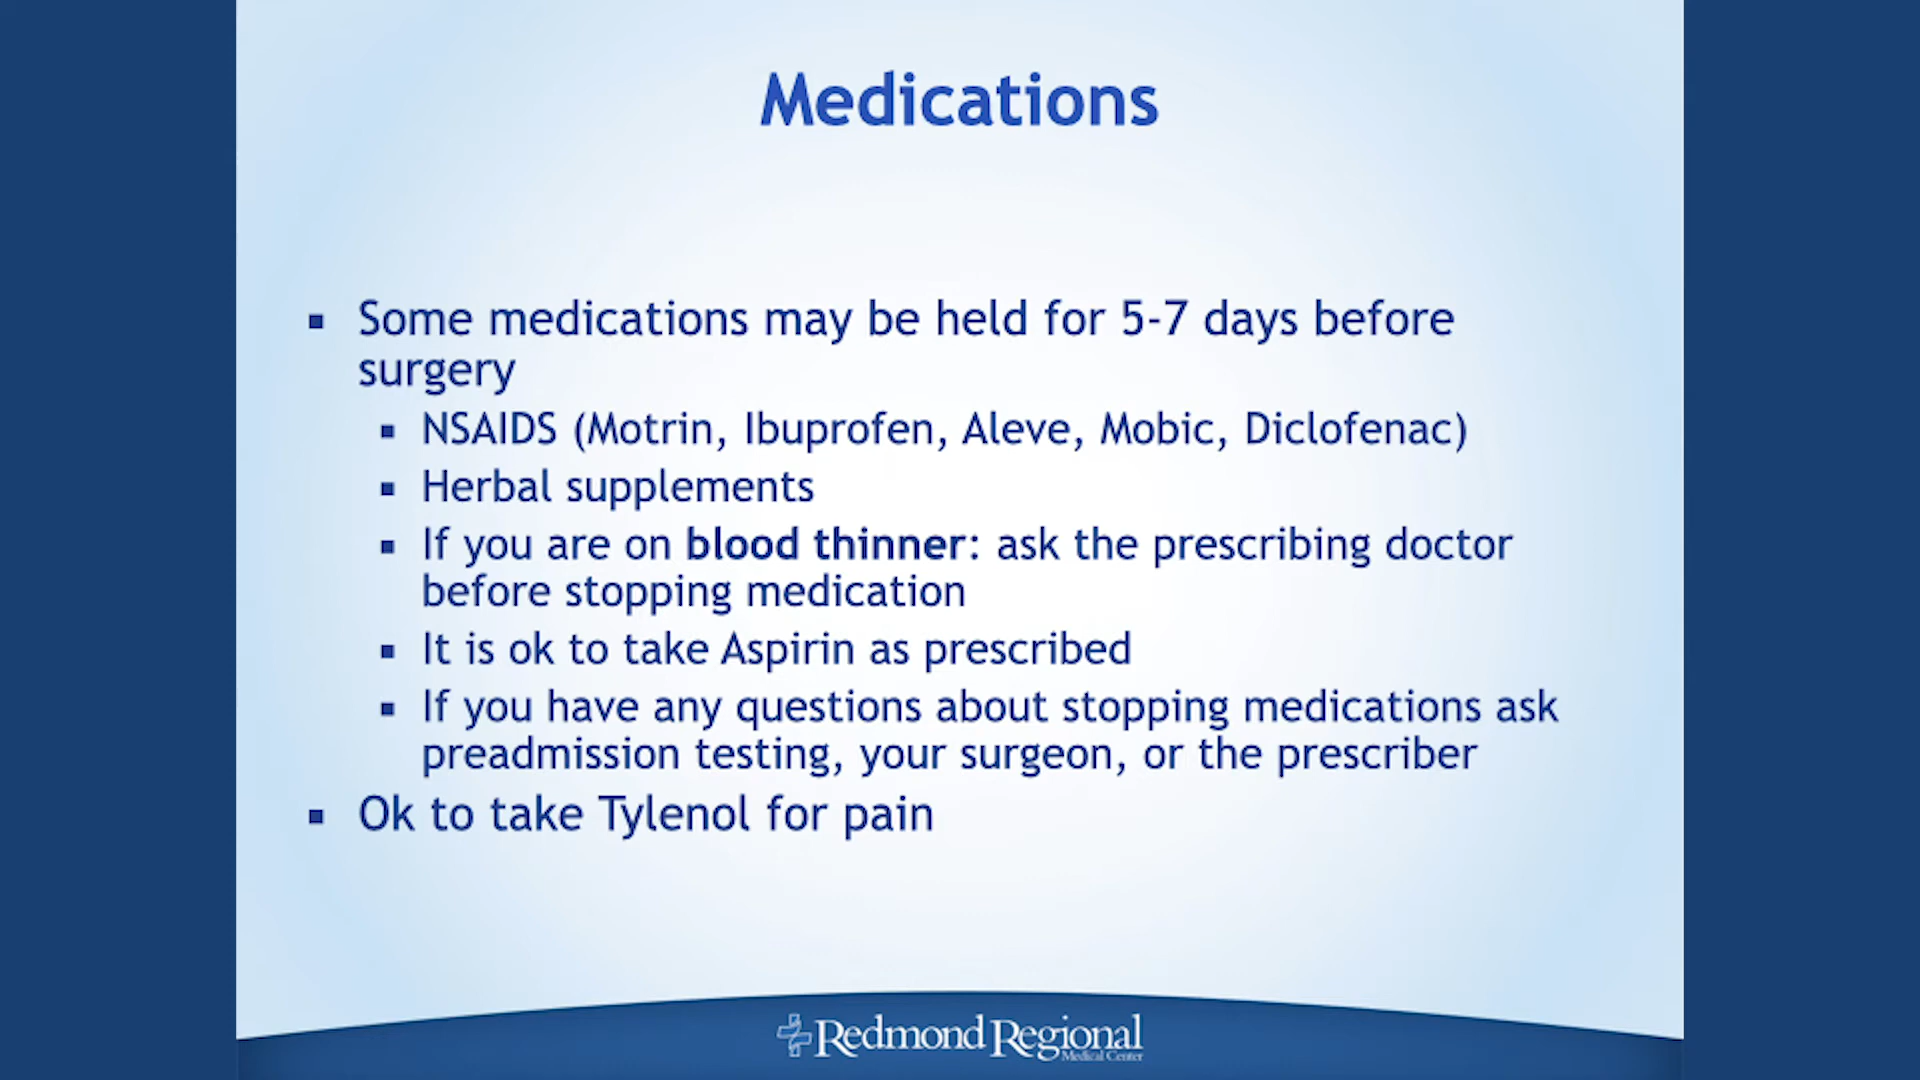 Medications
▪ Some medications may be held for 5-7 days before
surgery
▪ NSAIDS (Motrin, Ibuprofen, Aleve, Mobic, Diclofenac)
▪ Herbal supplements
▪ If you are on blood thinner: ask the prescribing doctor
before stopping medication
▪ It is ok to take Aspirin as prescribed
▪ If you have any questions about stopping medications ask
preadmission testing, your surgeon, or the prescriber
▪ Ok to take Tylenol for pain
Redmond Regional
Medical Center